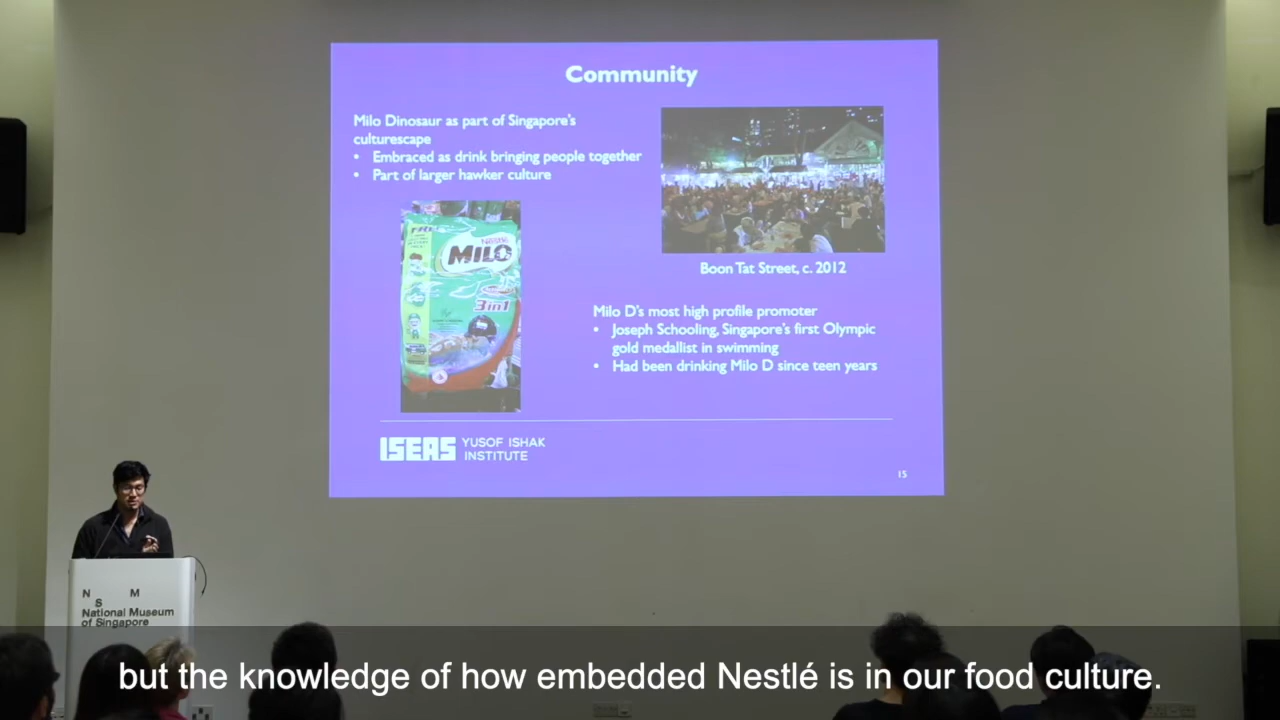 Community
Milo Dinosaur as part of Singapore's
culturescape
• Embraced as drink bringing people together
• Part of larger hawker culture
Nestlé
MILO
3in1
Boon Tat Street, c. 2012
Milo D's most high profile promoter
• Joseph Schooling, Singapore's first Olympic
gold medallist in swimming
• Had been drinking Milo D since teen years
ISEAS YUSOF ISHAK
INSTITUTE
15
N S M
National Museum
of Singapore
but the knowledge of how embedded Nestlé is in our food culture.